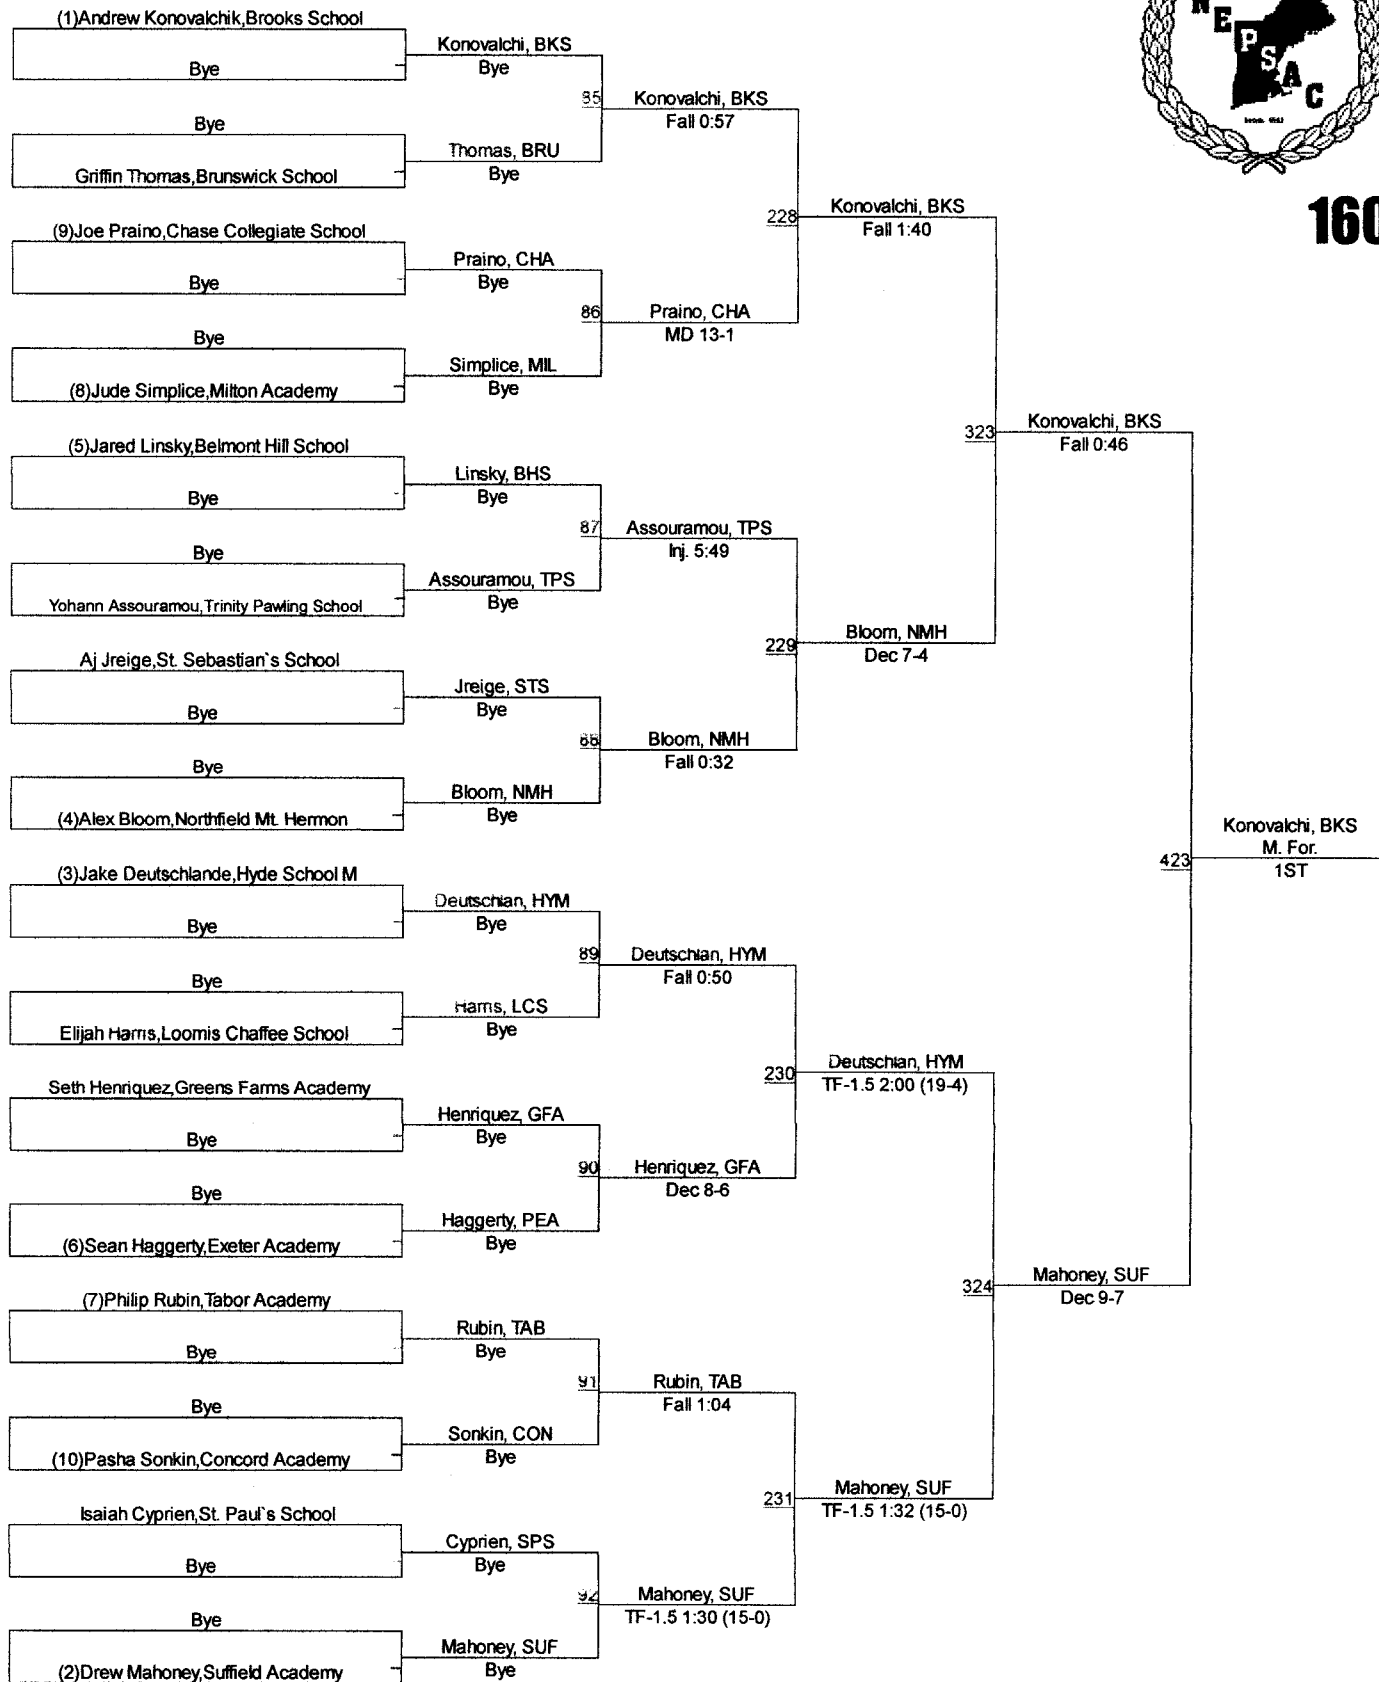 (1)Andrew Konovalchik,Brooks School
Bye
Bye
Griffin Thomas,Brunswick School
(9)Joe Praino,Chase Collegiate School
Bye
Bye
(8)Jude Simplice,Milton Academy
(5)Jared Linsky,Belmont Hill School
Bye
Bye
Yohann Assouramou,Trinity Pawling School
Aj Jreige,St. Sebastian`s School
Bye
Bye
(4)Alex Bloom,Northfield Mt. Hermon
(3)Jake Deutschlande,Hyde School M
Bye
Bye
Elijah Harris,Loomis Chaffee School
Seth Henriquez,Greens Farms Academy
Bye
Bye
(6)Sean Haggerty,Exeter Academy
(7)Philip Rubin,Tabor Academy
Bye
Bye
(10)Pasha Sonkin,Concord Academy
Isaiah Cyprien,St. Paul`s School
Bye
Bye
(2)Drew Mahoney,Suffield Academy
Konovalchi, BKS
Bye
85
Thomas, BRU
Bye
Praino, CHA
Bye
86
Simplice, MIL
Bye
Linsky, BHS
Bye
87
Assouramou, TPS
Bye
Jreige, STS
Bye
88
Bloom, NMH
Bye
Deutschlan, HYM
Bye
89
Harris, LCS
Bye
Henriquez, GFA
Bye
90
Haggerty, PEA
Bye
Rubin, TAB
Bye
91
Sonkin, CON
Bye
Cyprien, SPS
Bye
92
Mahoney, SUF
Bye
Konovalchi, BKS
Fall 0:57
228
Praino, CHA
MD 13-1
Assouramou, TPS
Inj. 5:49
229
Bloom, NMH
Fall 0:32
Deutschlan, HYM
Fall 0:50
230
Henriquez, GFA
Dec 8-6
Rubin, TAB
Fall 1:04
231
Mahoney, SUF
TF-1.5 1:30 (15-0)
Konovalchi, BKS
Fall 1:40
323
Bloom, NMH
Dec 7-4
Deutschlan, HYM
TF-1.5 2:00 (19-4)
324
Mahoney, SUF
TF-1.5 1:32 (15-0)
Konovalchi, BKS
Fall 0:46
423
Mahoney, SUF
Dec 9-7
Konovalchi, BKS
M. For.
1ST
NEPSAC
160